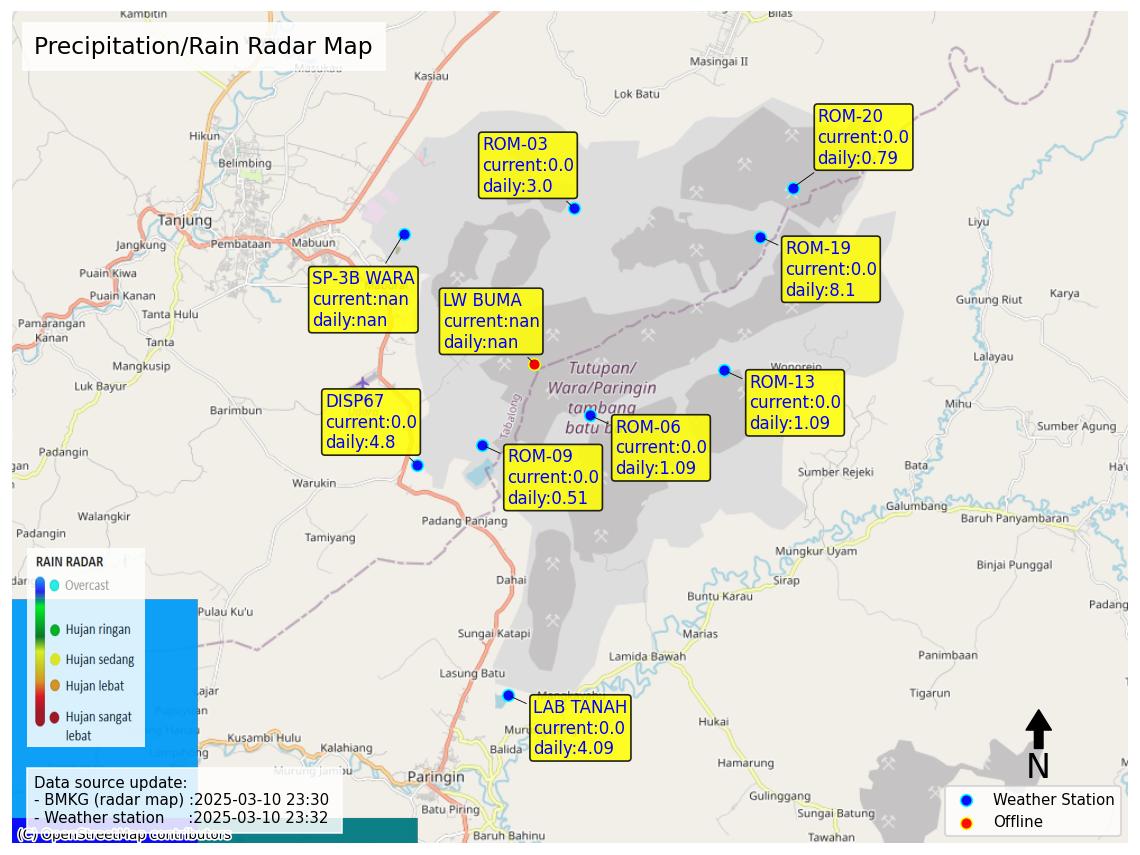 Kambitin
Bilas
Precipitation/Rain Radar Map
Masukau
Kasiau
Masingai II
Lok Batu
ROM-20
current:0.0
daily:0.79
Hikun
ROM-03
current:0.0
daily:3.0
Belimbing
Tanjung
Liyu
Jangkung
Pembataan
Mabuun
ROM-19
current:0.0
daily:8.1
Puain Kiwa
SP-3B WARA
current:nan
daily:nan
Puain Kanan
LW BUMA
current:nan
daily:nan
Gunung Riut
Karya
Tanta Hulu
Pamarangan
Kanan
Tanta
Lalayau
Mangkusip
Tutupan/
Wara/Paringin
tambang
batu b
Wonorejo
Luk Bayur
ROM-13
current:0.0
daily:1.09
DISP67
current:0.0
daily:4.8
Barimbun
Tabalong
Mihu
ROM-06
current:0.0
daily:1.09
Sumber Agung
Padangin
ROM-09
current:0.0
daily:0.51
gan
Bata
Ha'
Sumber Rejeki
Warukin
Galumbang
Walangkir
Padang Panjang
Baruh Panyambaran
Padangin
Tamiyang
Mungkur Uyam
Binjai Punggal
RAIN RADAR
Overcast
Hujan ringan
Hujan sedang
Hujan lebat
Hujan sangat
lebat
Dahai
Sirap
Buntu Karau
Padang
Pulau Ku'u
Sungai Katapi
Marias
Lamida Bawah
Panimbaan
Lasung Batu
Tigarun
LAB TANAH
current:0.0
daily:4.09
Hukai
Kusambi Hulu
Kalahiang
Balida
Hamarung
N
Murung Jambu
Paringin
Data source update:
- BMKG (radar map) :2025-03-10 23:30
- Weather station :2025-03-10 23:32
Gulinggang
Weather Station
Offline
Batu Piring
Sungai Batung
(C) OpenStreetMap contributors
Baruh Bahinu
Tawahan